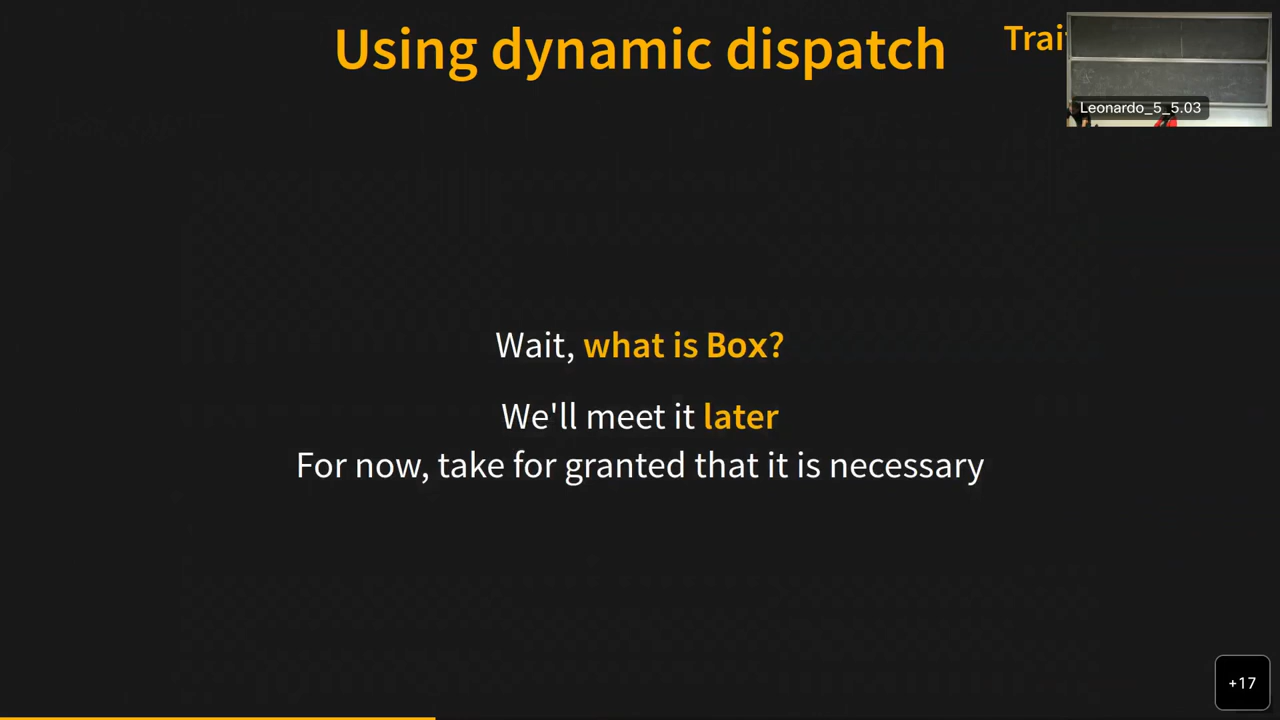 Using dynamic dispatch
Leonardo_5_5.03
Wait, what is Box?
We'll meet it later
For now, take for granted that it is necessary
+17